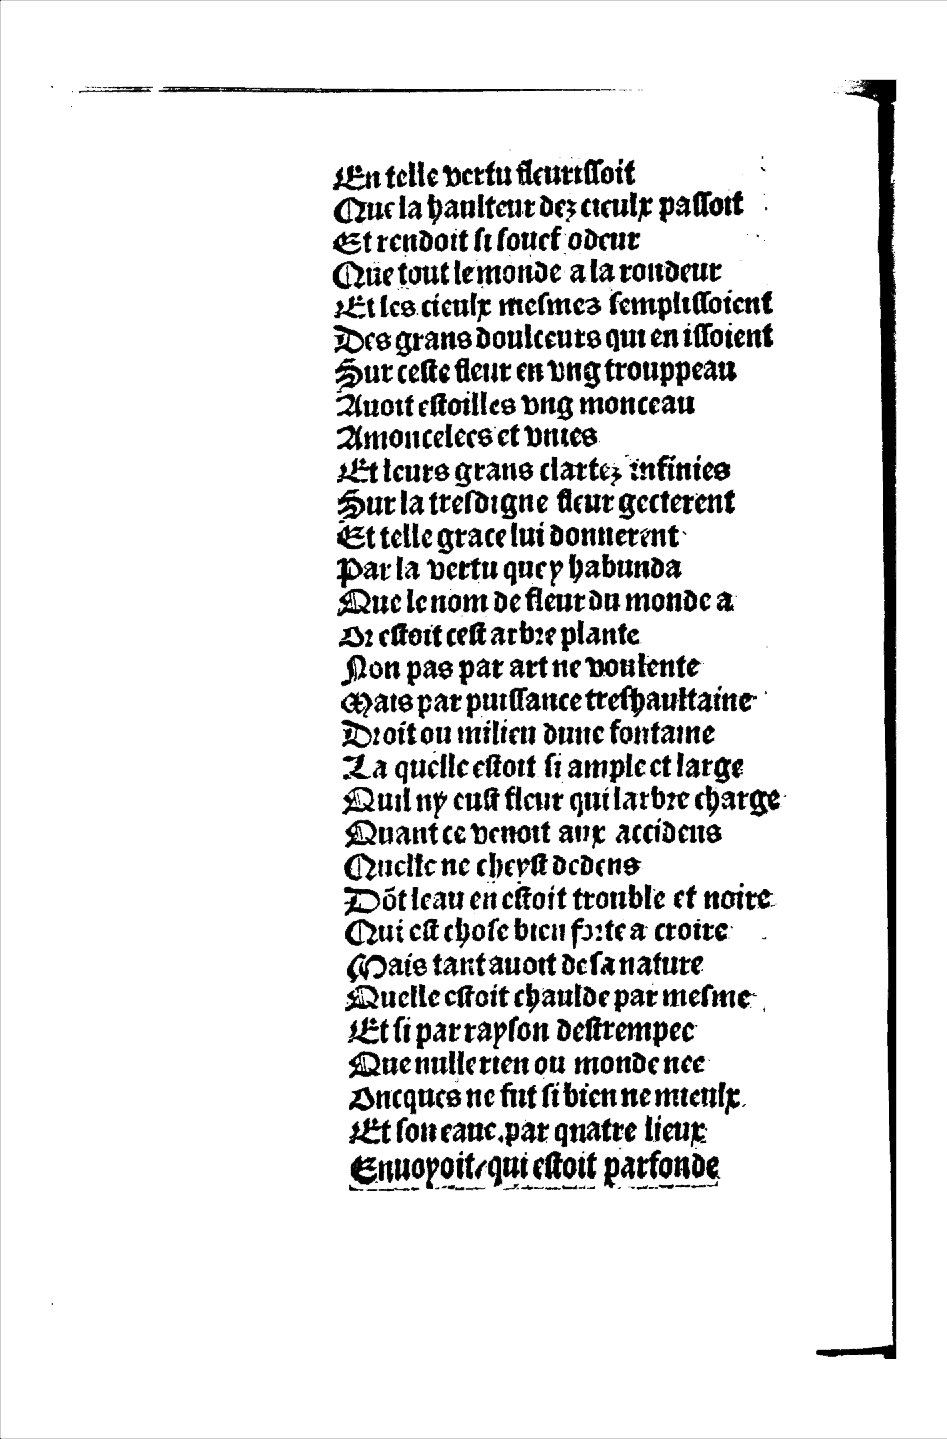 En telle vertu fleurissoit
Que la haulteur dez cieulx passoit
Et rendoit si souef odeur
Que tout le monde a la rondeur
Et les cieulx mesmez semplissoient
Des grans doulceurs qui en issoient
Sur ceste fleur en vng trouppeau
Auoit estoilles vng monceau
Amoncelees et vnies
Et leurs grans clartez infinies
Sur la tresdigne fleur gecterent
Et telle grace lui donnerent
Par la vertu quey habunda
Que le nom de fleur du monde a
Or estoit cest arbre plante
Non pas par art ne voulente
Mais par puissance treshaultaine
Droit ou milieu dune fontaine
La quelle estoit si ample et large
Quil ny eust fleur qui larbre charge
Quant ce venoit aux accidens
Quelle ne cheyst dedens
Dõt leau en estoit trouble et noire
Qui est chose bien forte a croire
Mais tant auoit de sa nature
Quelle estoit chaulde par mesme
Et si par rayson destrempee
Que nulle rien ou monde nee
Oncques ne fut si bien ne mieulx
Et son eaue.par quatre lieux
Enuoyoit/qui estoit parfonde